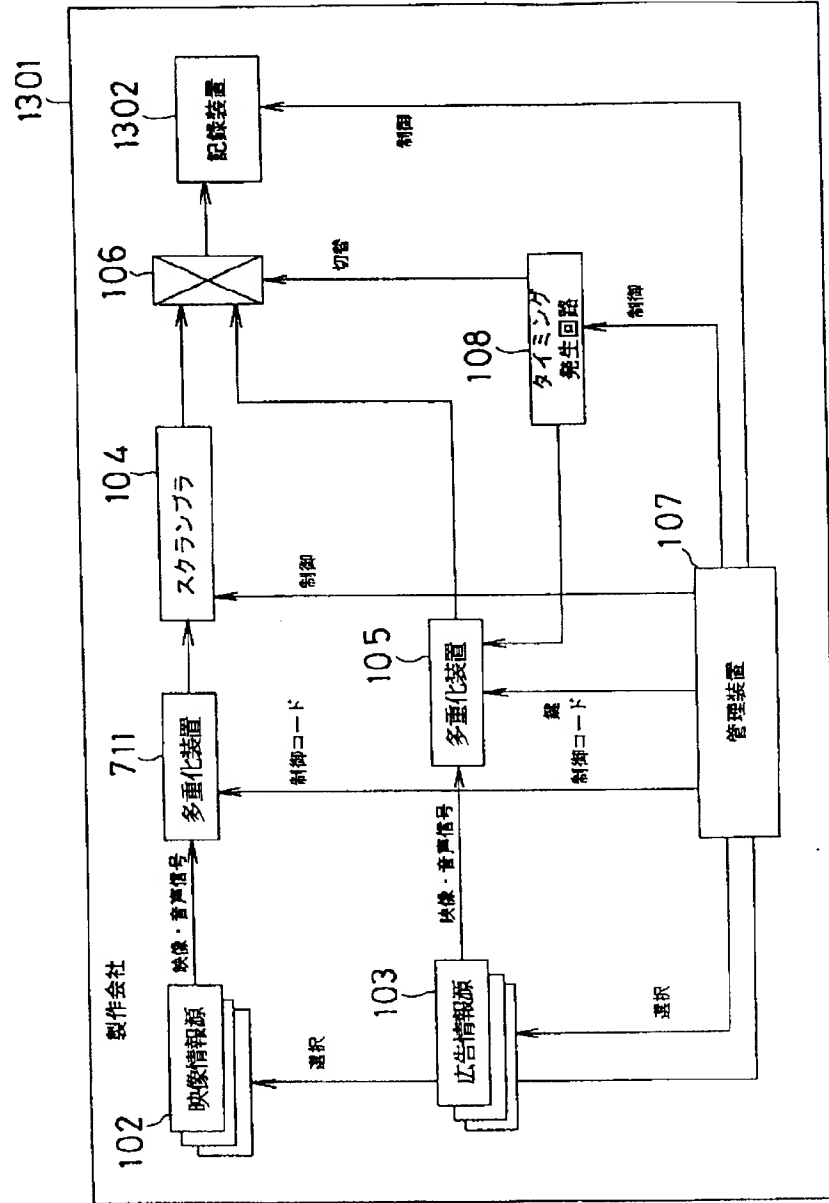 1301
製作会社
102
映像情報源
映像・音声信号
711
多重化装置
104
スクランブラ
106
1302
記録装置
選択
制御コード
制御
切替
制御
103
広告情報源
映像・音声信号
105
多重化装置
108
タイミング
発生回路
選択
鍵
制御コード
制御
107
管理装置